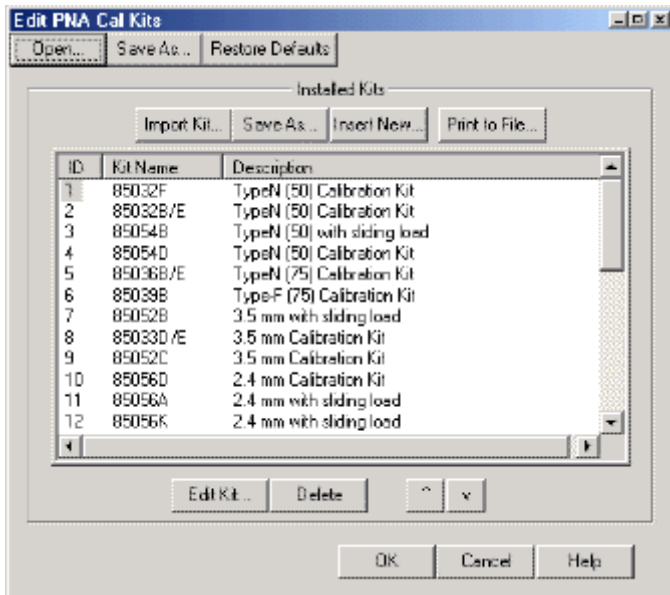 Edit PNA Cal Kits
Open... Save As... Restore Defaults
Installed Kits
Import Kit... Save As... Insert New... Print to File...
ID Kit Name Description
1 85032F TypeN (50) Calibration Kit
2 85032B/E TypeN (50) Calibration Kit
3 85054B TypeN (50) with sliding load
4 85054D TypeN (50) Calibration Kit
5 85036B/E TypeN (75) Calibration Kit
6 85039B Type-F (75) Calibration Kit
7 85052B 3.5 mm with sliding load
8 85033D/E 3.5 mm Calibration Kit
9 85052C 3.5 mm Calibration Kit
10 85056D 2.4 mm Calibration Kit
11 85056A 2.4 mm with sliding load
12 85056K 2.4 mm with sliding load
Edit Kit... Delete ^ v
OK Cancel Help